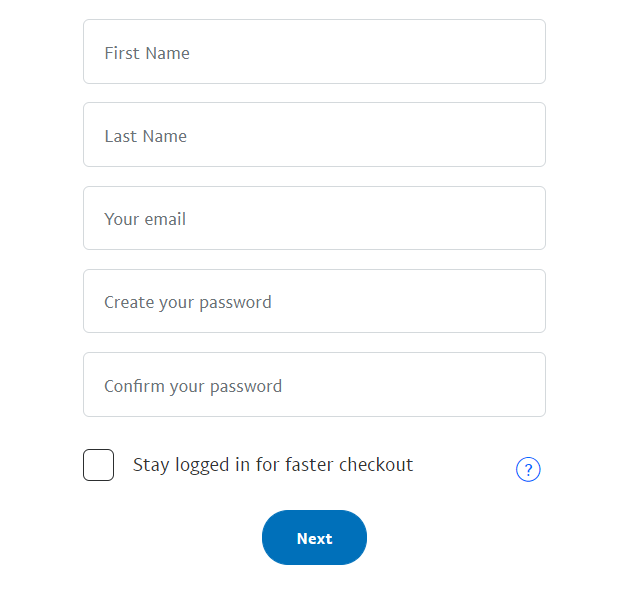 First Name
Last Name
Your email
Create your password
Confirm your password
Stay logged in for faster checkout
?
Next